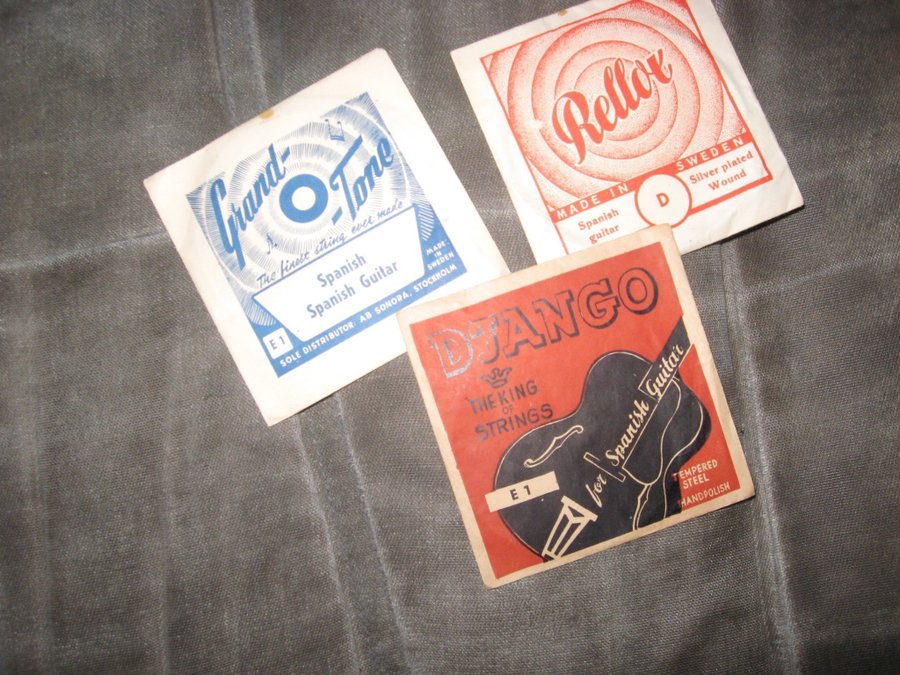 Grand-
-Tone
The finest string ever made
Spanish
Spanish Guitar
MADE
IN
SWEDEN
E 1
SOLE DISTRIBUTOR: AB SONORA, STOCKHOLM
Rellox
MADE IN SWEDEN
Spanish
guitar
D
Silver plated
Wound
DJANGO
THE KING
OF
STRINGS
for Spanish Guitar
E 1
TEMPERED
STEEL
HANDPOLISH